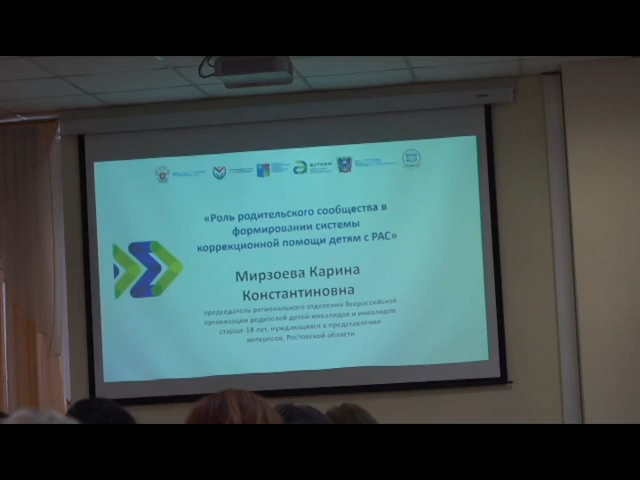 АУТИЗМ
«Роль родительского сообщества в
формировании системы
коррекционной помощи детям с РАС»
Мирзоева Карина
Константиновна
председатель регионального отделения Всероссийской
организации родителей детей-инвалидов и инвалидов
старше 18 лет, нуждающихся в представлении
интересов, Ростовской области